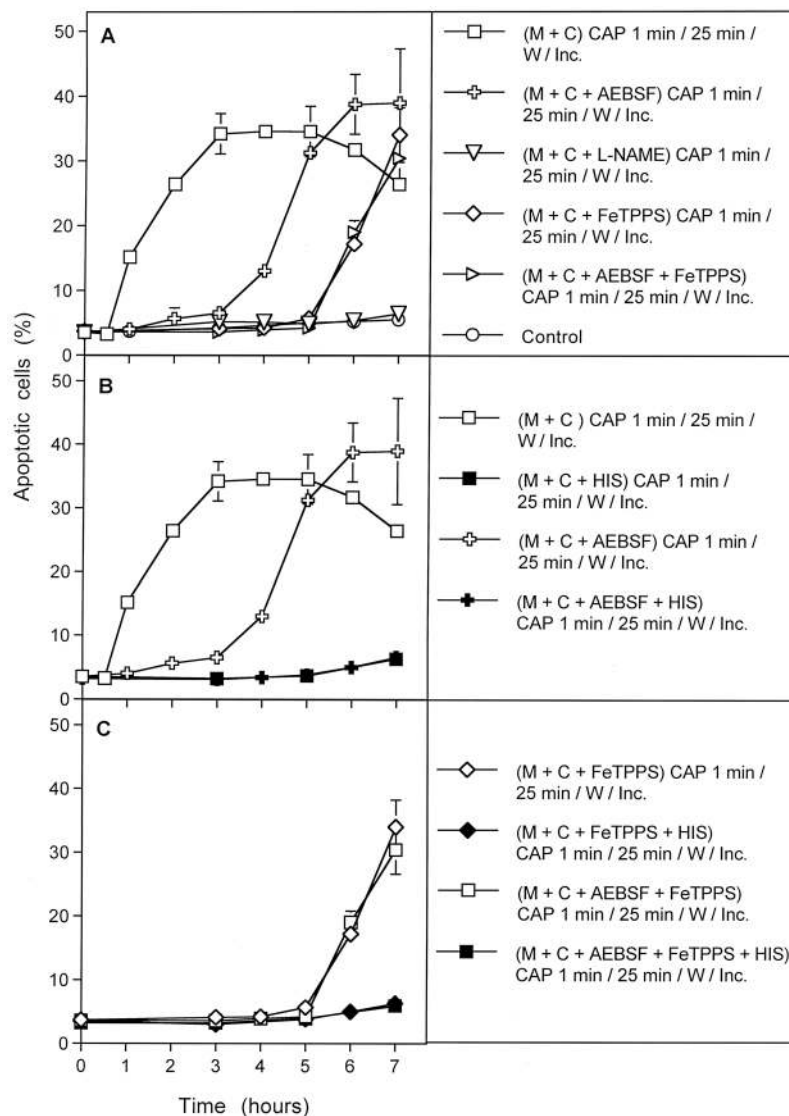 A
50
40
30
20
10
0
(M + C) CAP 1 min / 25 min /
W / Inc.
(M + C + AEBSF) CAP 1 min /
25 min / W / Inc.
(M + C + L-NAME) CAP 1 min /
25 min / W / Inc.
(M + C + FeTPPS) CAP 1 min /
25 min / W / Inc.
(M + C + AEBSF + FeTPPS)
CAP 1 min / 25 min / W / Inc.
Control
Apoptotic cells (%)
B
50
40
30
20
10
0
(M + C ) CAP 1 min / 25 min /
W / Inc.
(M + C + HIS) CAP 1 min /
25 min / W / Inc.
(M + C + AEBSF) CAP 1 min /
25 min / W / Inc.
(M + C + AEBSF + HIS)
CAP 1 min / 25 min / W / Inc.
C
50
40
30
20
10
0
(M + C + FeTPPS) CAP 1 min /
25 min / W / Inc.
(M + C + FeTPPS + HIS)
CAP 1 min / 25 min / W / Inc.
(M + C + AEBSF + FeTPPS)
CAP 1 min / 25 min / W / Inc.
(M + C + AEBSF + FeTPPS + HIS)
CAP 1 min / 25 min / W / Inc.
0 1 2 3 4 5 6 7
Time (hours)